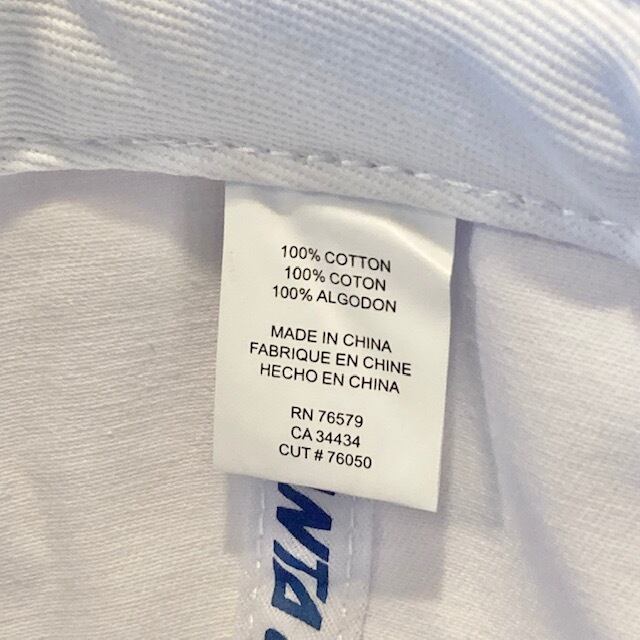 100% COTTON
100% COTON
100% ALGODON
MADE IN CHINA
FABRIQUE EN CHINE
HECHO EN CHINA
RN 76579
CA 34434
CUT # 76050